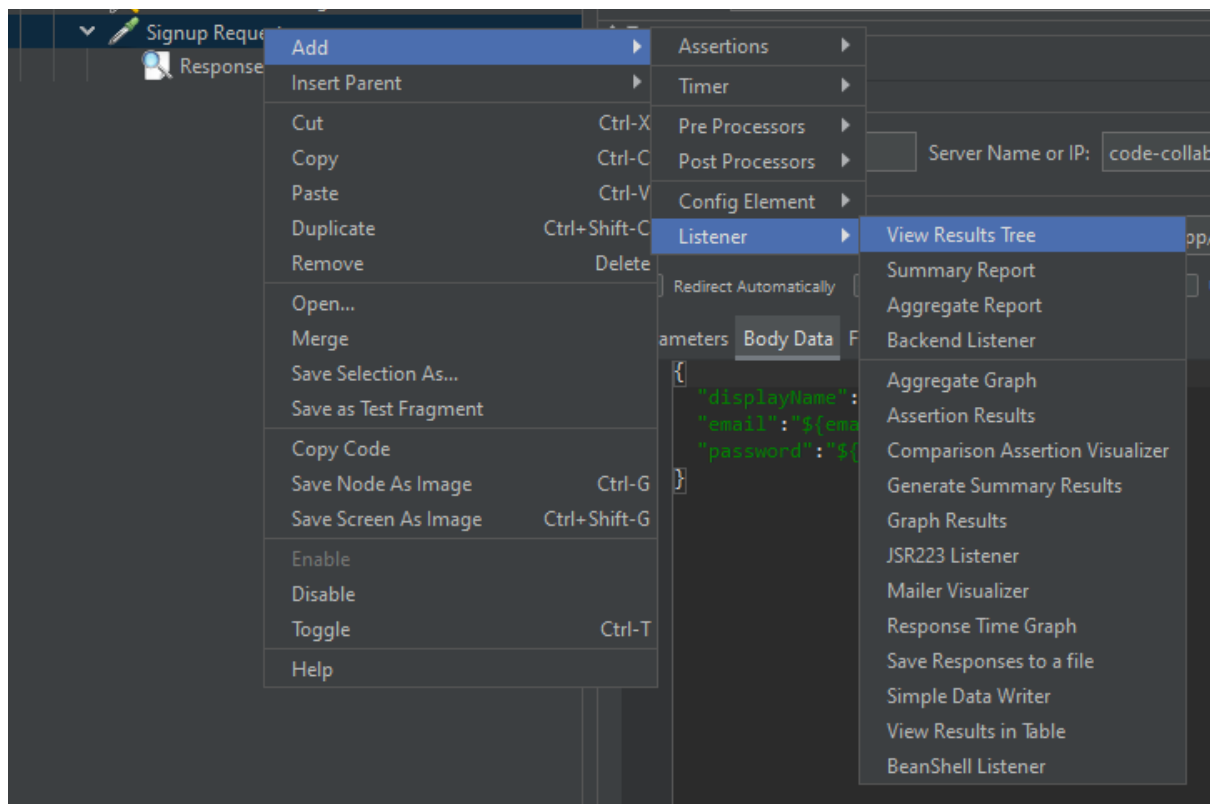 Signup Reque
Response
Add
Insert Parent
Cut Ctrl-X
Copy Ctrl-C
Paste Ctrl-V
Duplicate Ctrl+Shift-C
Remove Delete
Open...
Merge
Save Selection As...
Save as Test Fragment
Copy Code
Save Node As Image Ctrl-G
Save Screen As Image Ctrl+Shift-G
Enable
Disable
Toggle Ctrl-T
Help
Assertions
Timer
Pre Processors
Post Processors
Config Element
Listener
View Results Tree
Summary Report
Aggregate Report
Backend Listener
Aggregate Graph
Assertion Results
Comparison Assertion Visualizer
Generate Summary Results
Graph Results
JSR223 Listener
Mailer Visualizer
Response Time Graph
Save Responses to a file
Simple Data Writer
View Results in Table
BeanShell Listener
Server Name or IP: code-collab
pp/
Redirect Automatically
ameters Body Data F
{
"displayName":
"email":"${ema
"password":"${
}